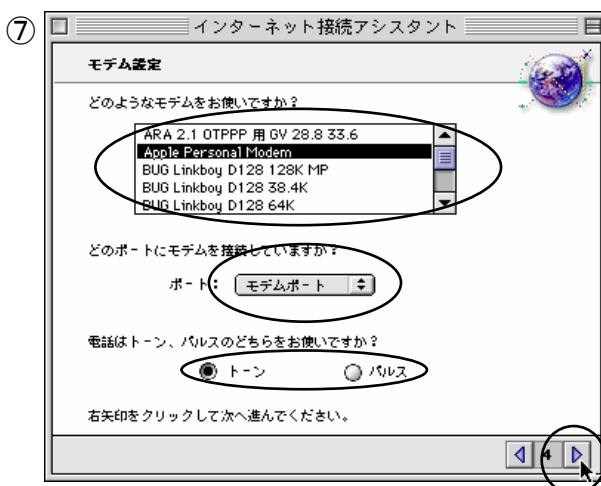 ⑦
インターネット接続アシスタント
モデム設定
どのようなモデムをお使いですか?
ARA 2.1 OTPPP 用 GV 28.8 33.6
Apple Personal Modem
BUG Linkboy D128 128K MP
BUG Linkboy D128 38.4K
BUG Linkboy D128 64K
どのポートにモデムを接続していますか?
ポート: モデムポート
電話はトーン、パルスのどちらをお使いですか?
トーン パルス
右矢印をクリックして次へ進んでください。
4